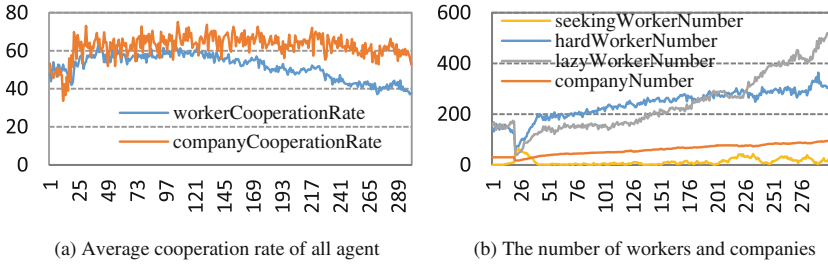 80
60
40
20
0
workerCooperationRate
companyCooperationRate
1 25 49 73 97 121 145 169 193 217 241 265 289
(a) Average cooperation rate of all agent
600
400
200
0
seekingWorkerNumber
hardWorkerNumber
lazyWorkerNumber
companyNumber
1 26 51 76 101 126 151 176 201 226 251 276
(b) The number of workers and companies